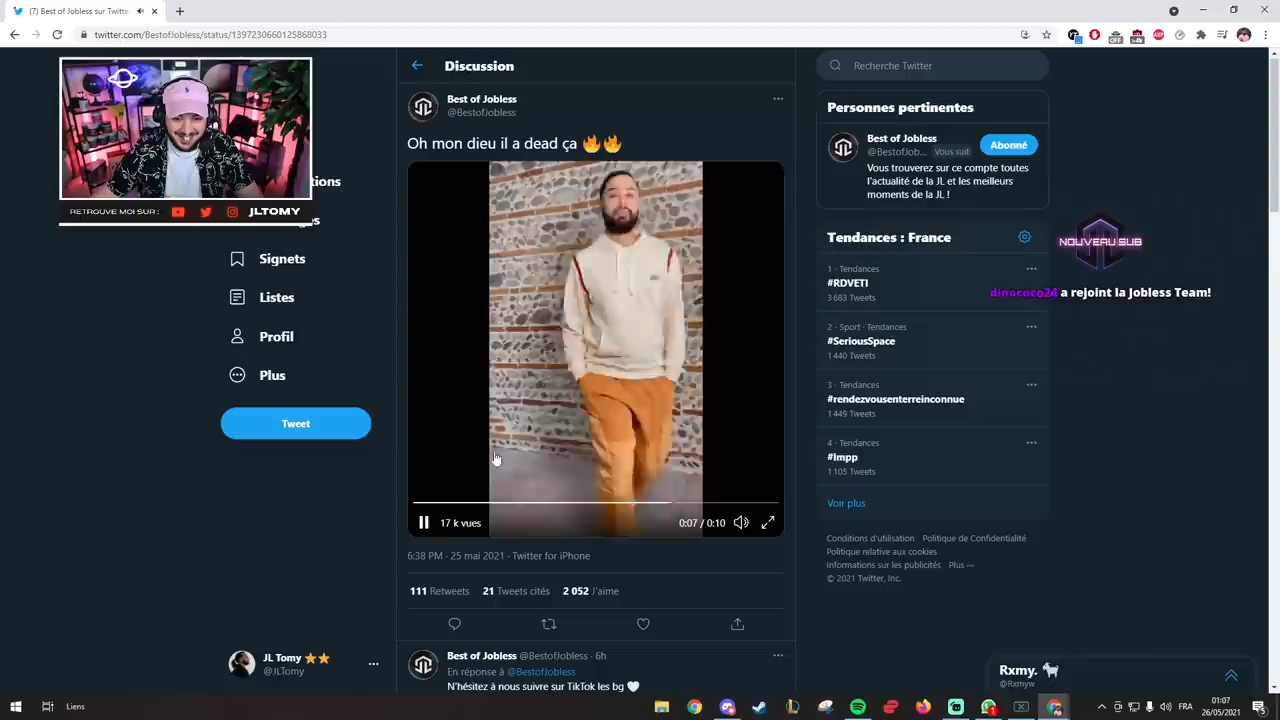 (7) Best of Jobless sur Twitte
twitter.com/BestofJobless/status/1397230660125868033
OFF
>4k
ABP
RETROUVE MOI SUR : JLTOMY
Signets
Listes
Profil
Plus
Tweet
JL Tomy ⭐⭐
@JLTomy
Discussion
Best of Jobless
@BestofJobless
Oh mon dieu il a dead ça 🔥🔥
17 k vues
0:07 / 0:10
6:38 PM · 25 mai 2021 · Twitter for iPhone
111 Retweets 21 Tweets cités 2 052 J'aime
Best of Jobless @BestofJobless · 6h
En réponse à @BestofJobless
N'hésitez à nous suivre sur TikTok les bg 🤍
Recherche Twitter
Personnes pertinentes
Best of Jobless
@BestofJob... Vous suit
Abonné
Vous trouverez sur ce compte toutes
l'actualité de la JL et les meilleurs
moments de la JL !
Tendances : France
1 · Tendances
#RDVETI
3 683 Tweets
2 · Sport · Tendances
#SeriousSpace
1 440 Tweets
3 · Tendances
#rendezvousenterreinconnue
1 449 Tweets
4 · Tendances
#lmpp
1 105 Tweets
Voir plus
Conditions d'utilisation Politique de Confidentialité
Politique relative aux cookies
Informations sur les publicités Plus ···
© 2021 Twitter, Inc.
NOUVEAU SUB
dinococo24 a rejoint la Jobless Team!
Rxmy. 🐐
@Rxmyw
Liens
FRA
01:07
26/05/2021